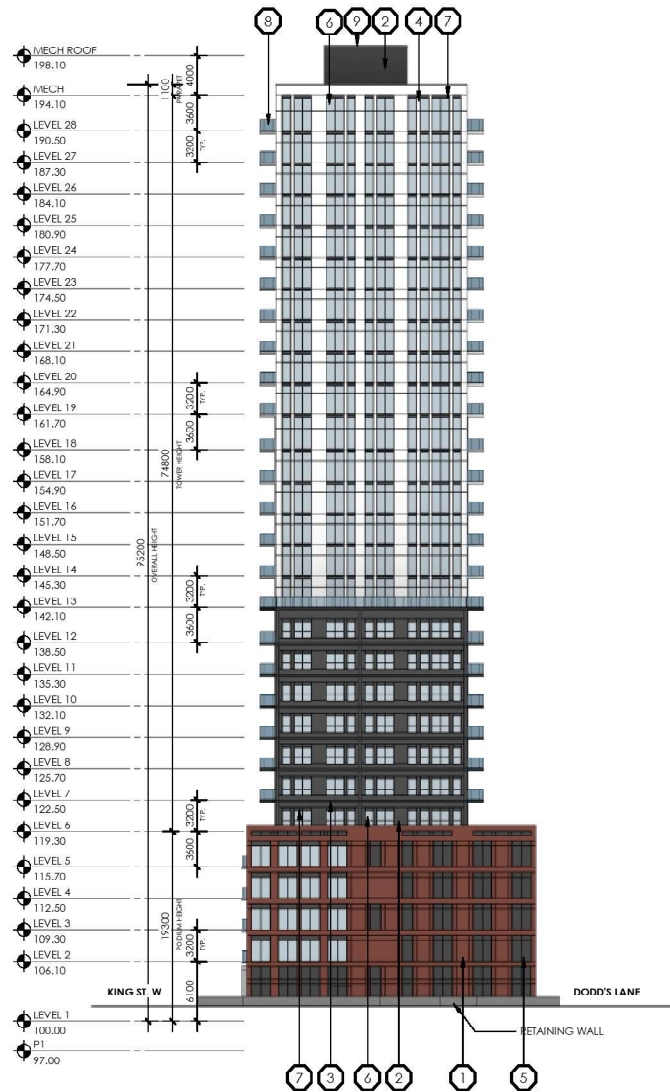 8
6
9
2
4
7
MECH ROOF
198.10
4000
1100
PARAPET
MECH
194.10
3600
LEVEL 28
190.50
3200
TYP.
LEVEL 27
187.30
LEVEL 26
184.10
LEVEL 25
180.90
LEVEL 24
177.70
LEVEL 23
174.50
LEVEL 22
171.30
LEVEL 21
168.10
LEVEL 20
164.90
3200
TYP.
LEVEL 19
161.70
3600
LEVEL 18
158.10
74800
TOWER HEIGHT
LEVEL 17
154.90
LEVEL 16
151.70
LEVEL 15
148.50
95200
OVERALL HEIGHT
LEVEL 14
145.30
3200
TYP.
LEVEL 13
142.10
3600
LEVEL 12
138.50
LEVEL 11
135.30
LEVEL 10
132.10
LEVEL 9
128.90
LEVEL 8
125.70
LEVEL 7
122.50
3200
TYP.
LEVEL 6
119.30
3600
LEVEL 5
115.70
LEVEL 4
112.50
19300
PODIUM HEIGHT
LEVEL 3
109.30
3200
TYP.
LEVEL 2
106.10
6100
KING ST. W
DODD'S LANE
LEVEL 1
100.00
RETAINING WALL
P1
97.00
7
3
6
2
1
5